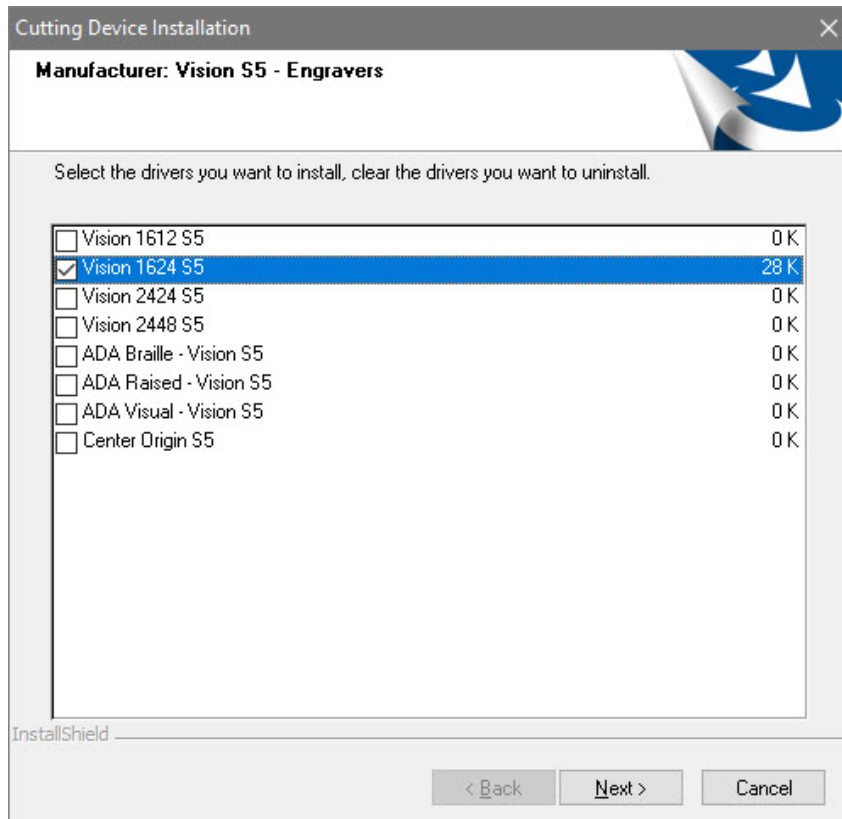 Cutting Device Installation
Manufacturer: Vision S5 - Engravers
Select the drivers you want to install, clear the drivers you want to uninstall.
Vision 1612 S5 0 K
Vision 1624 S5 28 K
Vision 2424 S5 0 K
Vision 2448 S5 0 K
ADA Braille - Vision S5 0 K
ADA Raised - Vision S5 0 K
ADA Visual - Vision S5 0 K
Center Origin S5 0 K
InstallShield
< Back Next > Cancel